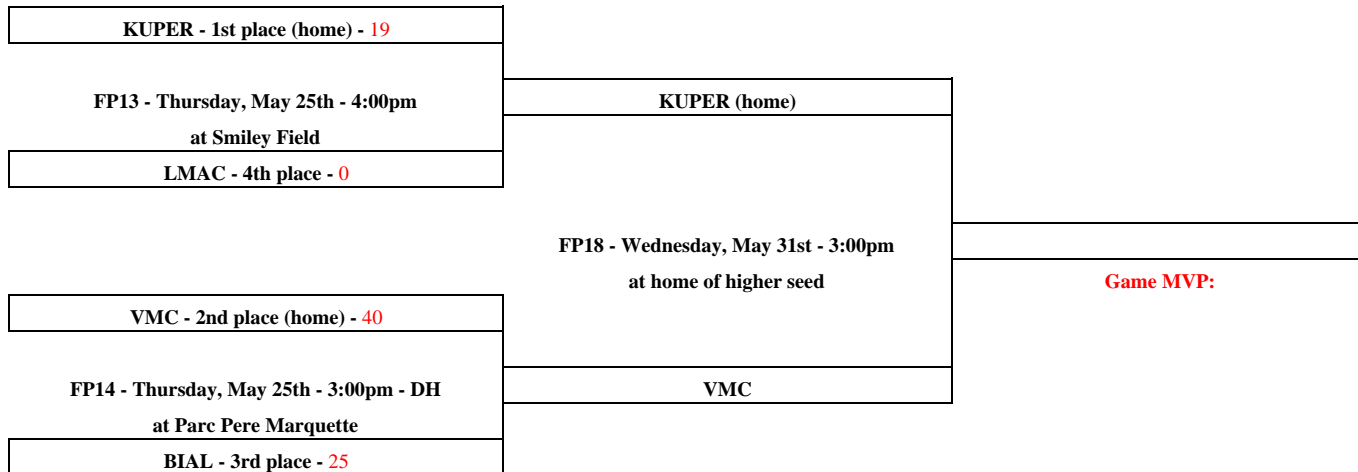 KUPER - 1st place (home) - 19
FP13 - Thursday, May 25th - 4:00pm
at Smiley Field
LMAC - 4th place - 0
KUPER (home)
FP18 - Wednesday, May 31st - 3:00pm
at home of higher seed
Game MVP:
VMC - 2nd place (home) - 40
FP14 - Thursday, May 25th - 3:00pm - DH
at Parc Pere Marquette
BIAL - 3rd place - 25
VMC